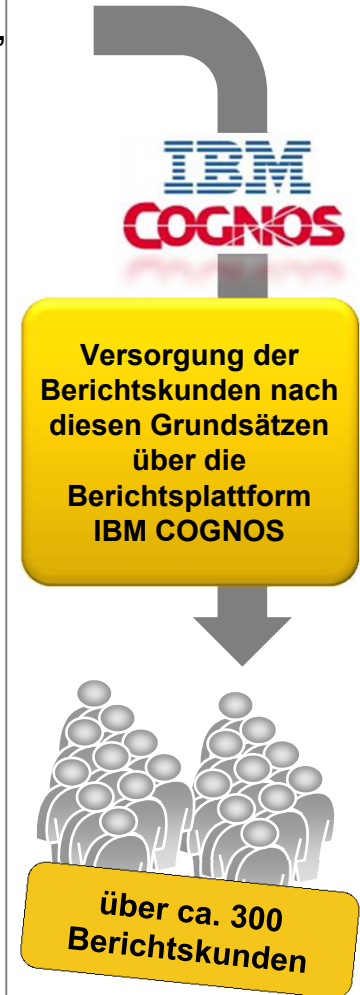 IBM
COGNOS
Versorgung der
Berichtskunden nach
diesen Grundsätzen
über die
Berichtsplattform
IBM COGNOS
über ca. 300
Berichtskunden